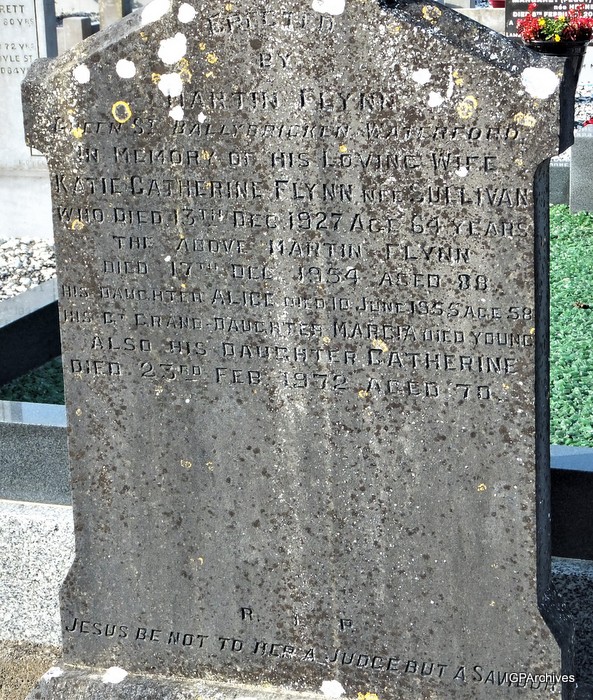 ERECTED
BY
MARTIN FLYNN
GREEN ST. BALLYBRICKEN. WATERFORD
IN MEMORY OF HIS LOVING WIFE
KATIE CATHERINE FLYNN NEE SULLIVAN
WHO DIED 13TH DEC 1927 AGE 64 YEARS
THE ABOVE MARTIN FLYNN
DIED 17TH DEC. 1954 AGED 88
HIS DAUGHTER ALICE DIED 10 JUNE 1955 AGE 58
HIS GT GRAND-DAUGHTER MARCIA DIED YOUNG
ALSO HIS DAUGHTER CATHERINE
DIED 23RD FEB 1972 AGED 70.
R. I. P.
JESUS BE NOT TO HER A JUDGE BUT A SAVIOUR
IGPArchives